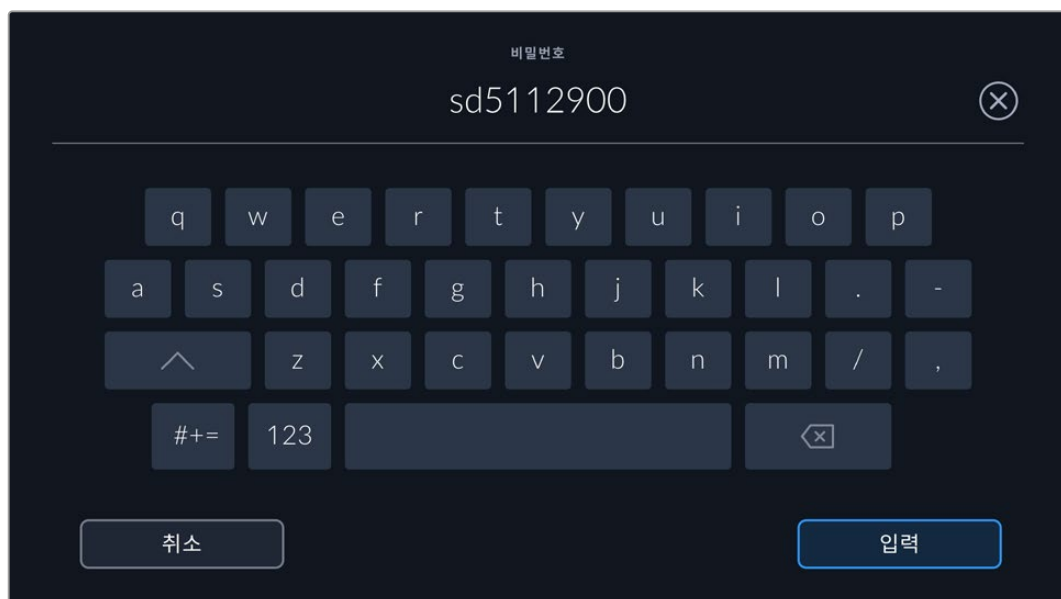 비밀번호
sd5112900
q w e r t y u i o p
a s d f g h j k l . -
z x c v b n m / ,
#+= 123
취소 입력